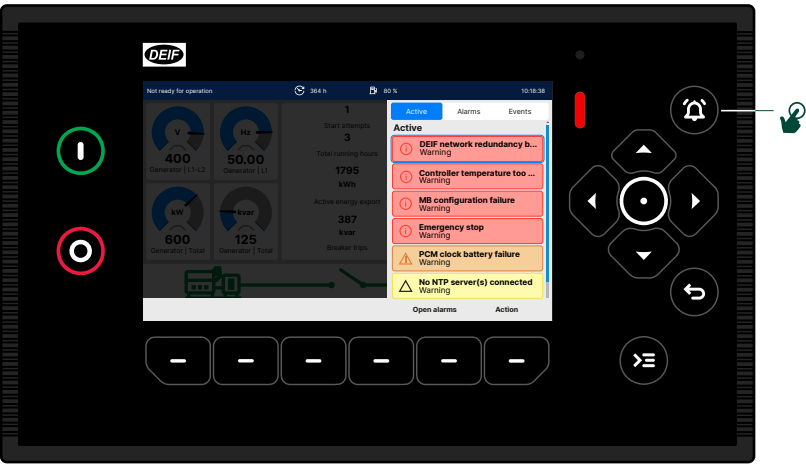 DEIF
Not ready for operation
364 h
80 %
10:18:38
V
400
Generator | L1-L2
Hz
50.00
Generator | L1
kW
600
Generator | Total
kvar
125
Generator | Total
1
Start attempts
3
Total running hours
1795
kWh
Active energy export
387
kvar
Breaker trips
Active
Alarms
Events
Active
DEIF network redundancy b...
Warning
Controller temperature too ...
Warning
MB configuration failure
Warning
Emergency stop
Warning
PCM clock battery failure
Warning
No NTP server(s) connected
Warning
Open alarms
Action